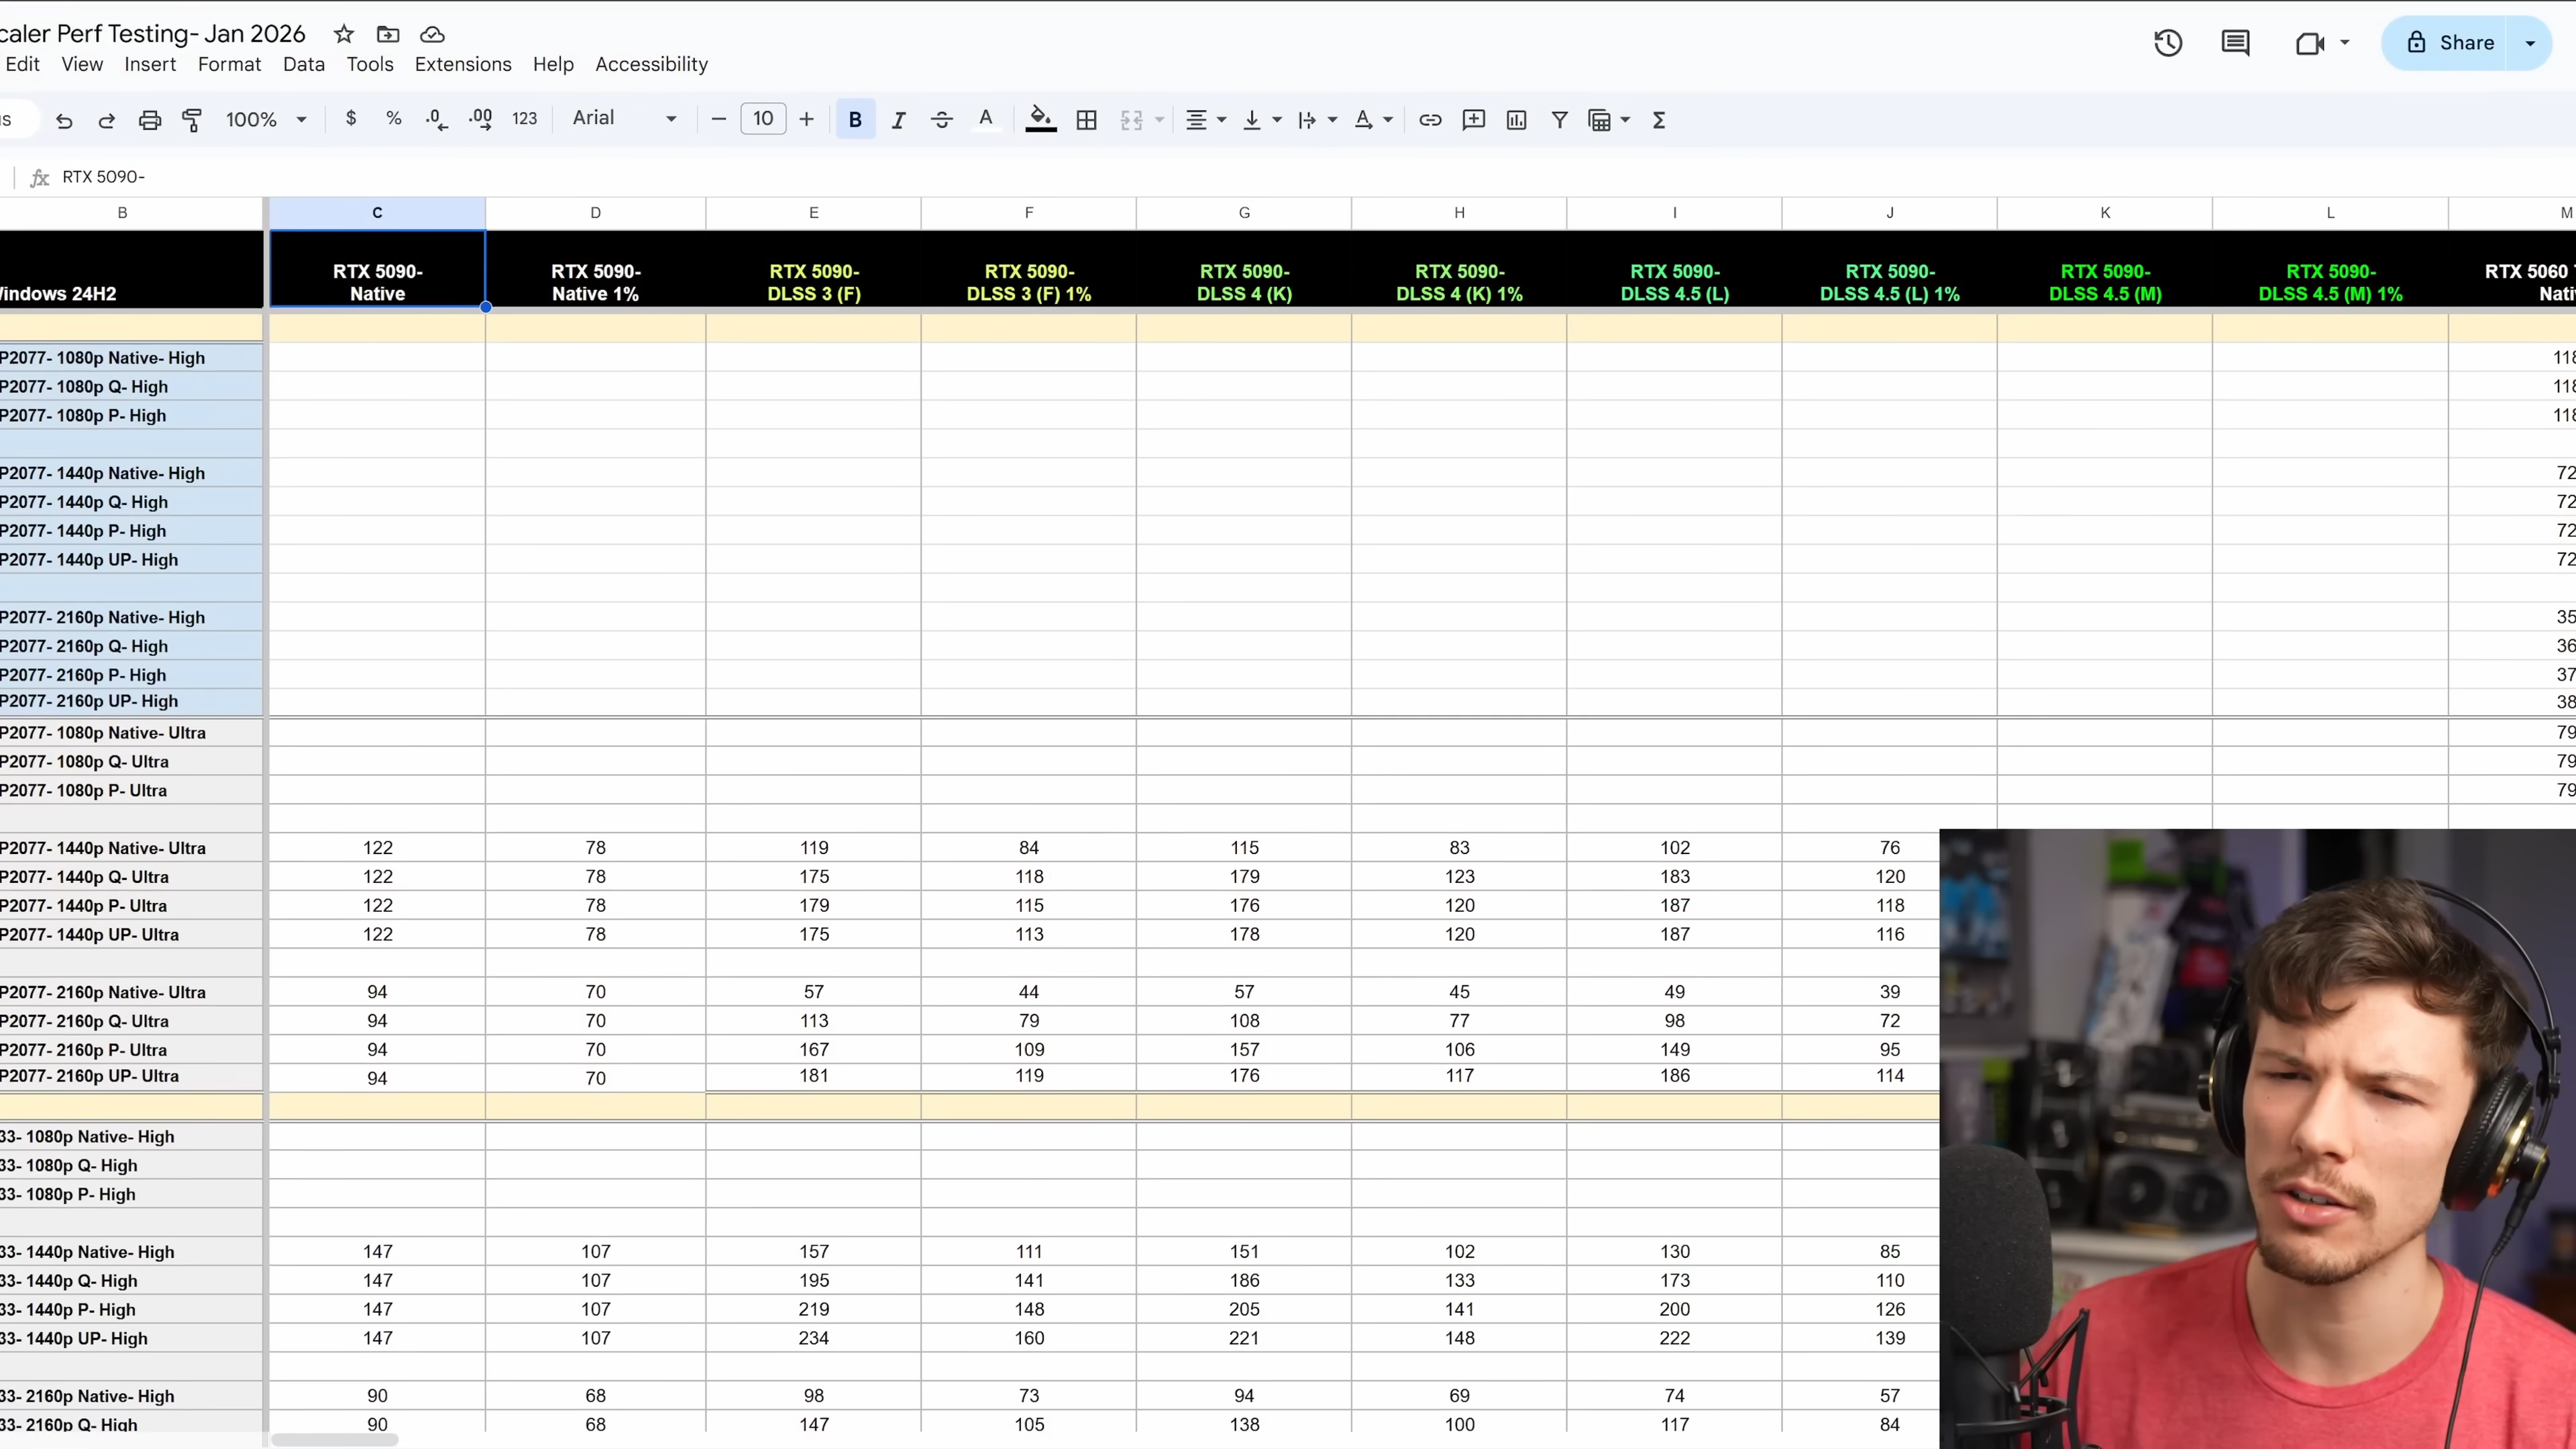 caler Perf Testing- Jan 2026
Edit View Insert Format Data Tools Extensions Help Accessibility
Share
100% $ % .0 .00 123 Arial 10 B I A
RTX 5090-
B C D E F G H I J K L M
Windows 24H2
RTX 5090-
Native
RTX 5090-
Native 1%
RTX 5090-
DLSS 3 (F)
RTX 5090-
DLSS 3 (F) 1%
RTX 5090-
DLSS 4 (K)
RTX 5090-
DLSS 4 (K) 1%
RTX 5090-
DLSS 4.5 (L)
RTX 5090-
DLSS 4.5 (L) 1%
RTX 5090-
DLSS 4.5 (M)
RTX 5090-
DLSS 4.5 (M) 1%
RTX 5060
Nati
P2077- 1080p Native- High 118
P2077- 1080p Q- High 118
P2077- 1080p P- High 118
P2077- 1440p Native- High 72
P2077- 1440p Q- High 72
P2077- 1440p P- High 72
P2077- 1440p UP- High 72
P2077- 2160p Native- High 35
P2077- 2160p Q- High 36
P2077- 2160p P- High 37
P2077- 2160p UP- High 38
P2077- 1080p Native- Ultra 79
P2077- 1080p Q- Ultra 79
P2077- 1080p P- Ultra 79
P2077- 1440p Native- Ultra 122 78 119 84 115 83 102 76
P2077- 1440p Q- Ultra 122 78 175 118 179 123 183 120
P2077- 1440p P- Ultra 122 78 179 115 176 120 187 118
P2077- 1440p UP- Ultra 122 78 175 113 178 120 187 116
P2077- 2160p Native- Ultra 94 70 57 44 57 45 49 39
P2077- 2160p Q- Ultra 94 70 113 79 108 77 98 72
P2077- 2160p P- Ultra 94 70 167 109 157 106 149 95
P2077- 2160p UP- Ultra 94 70 181 119 176 117 186 114
33- 1080p Native- High
33- 1080p Q- High
33- 1080p P- High
33- 1440p Native- High 147 107 157 111 151 102 130 85
33- 1440p Q- High 147 107 195 141 186 133 173 110
33- 1440p P- High 147 107 219 148 205 141 200 126
33- 1440p UP- High 147 107 234 160 221 148 222 139
33- 2160p Native- High 90 68 98 73 94 69 74 57
33- 2160p Q- High 90 68 147 105 138 100 117 84